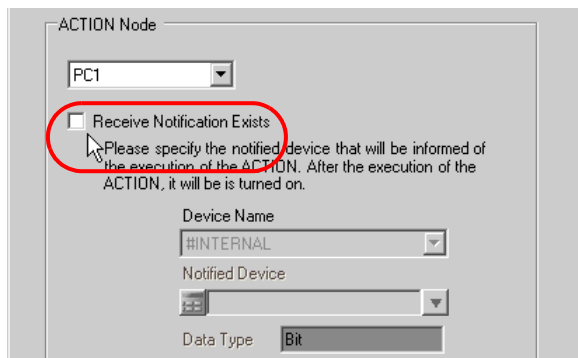 ACTION Node
PC1
Receive Notification Exists
Please specify the notified device that will be informed of
the execution of the ACTION. After the execution of the
ACTION, it will be is turned on.
Device Name
#INTERNAL
Notified Device
Data Type Bit